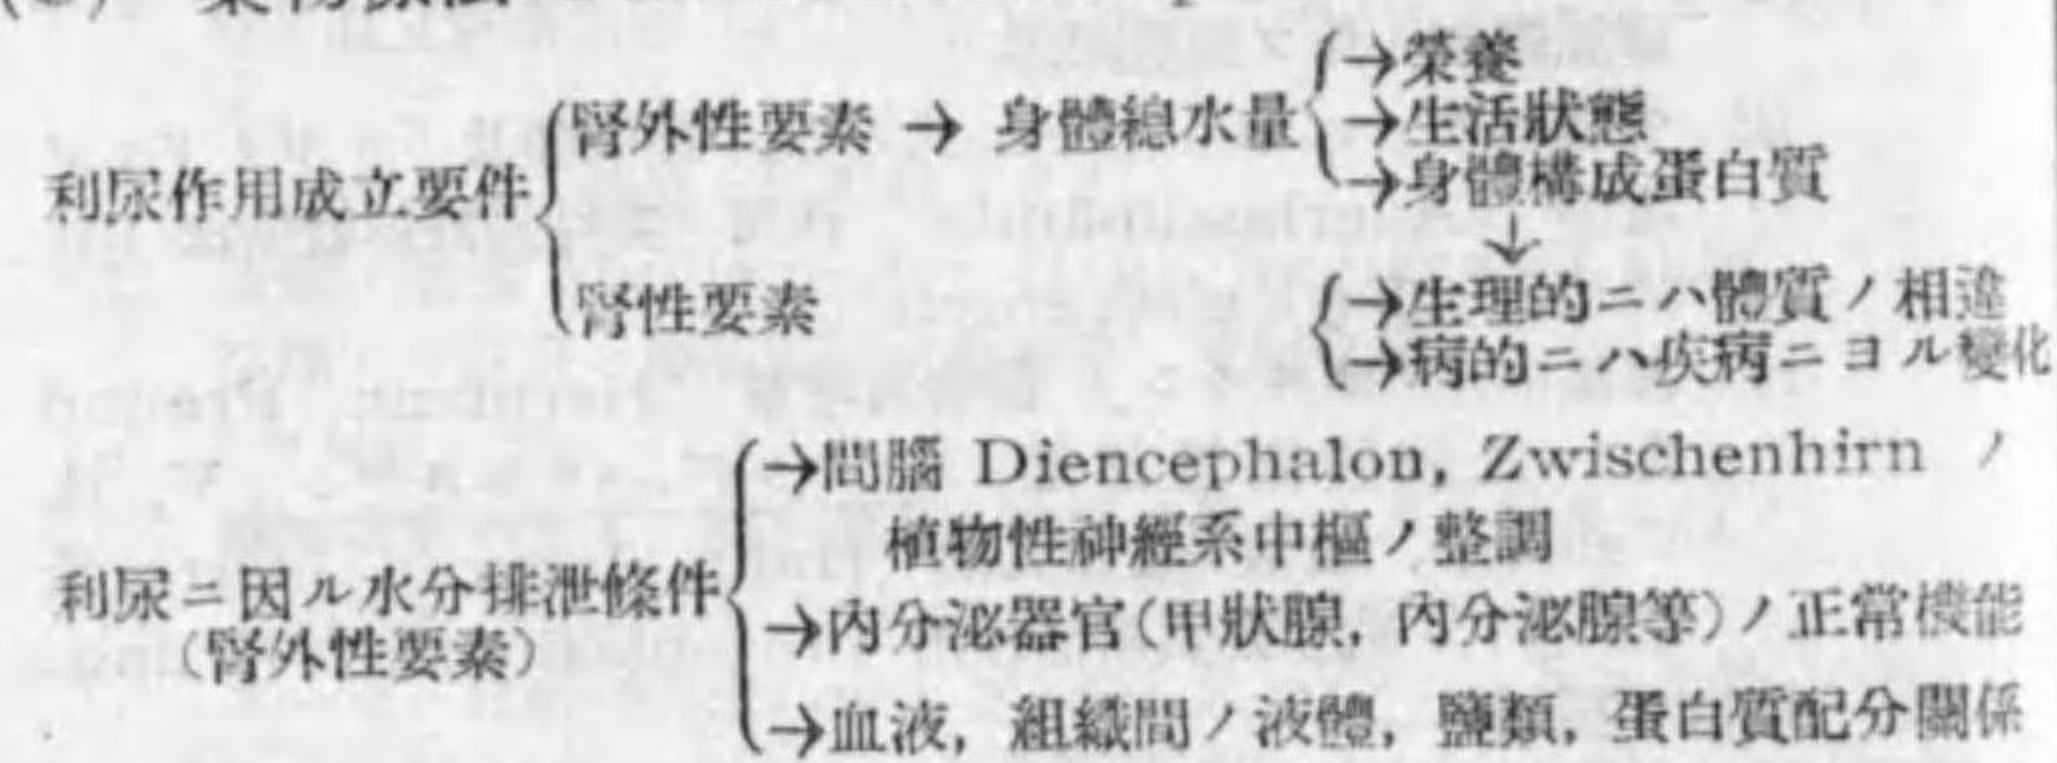 利尿作用成立要件
腎外性要素 → 身體總水量
→榮養
→生活狀態
→身體構成蛋白質
↓
→生理的ニハ體質ノ相違
→病的ニハ疾病ニヨル變化
腎性要素
利尿ニ因ル水分排泄條件
(腎外性要素)
→間腦 Diencephalon, Zwischenhirn ノ
植物性神經系中樞ノ整調
→內分泌器官(甲狀腺, 內分泌腺等)ノ正常機能
→血液, 組織間ノ液體, 鹽類, 蛋白質配分關係